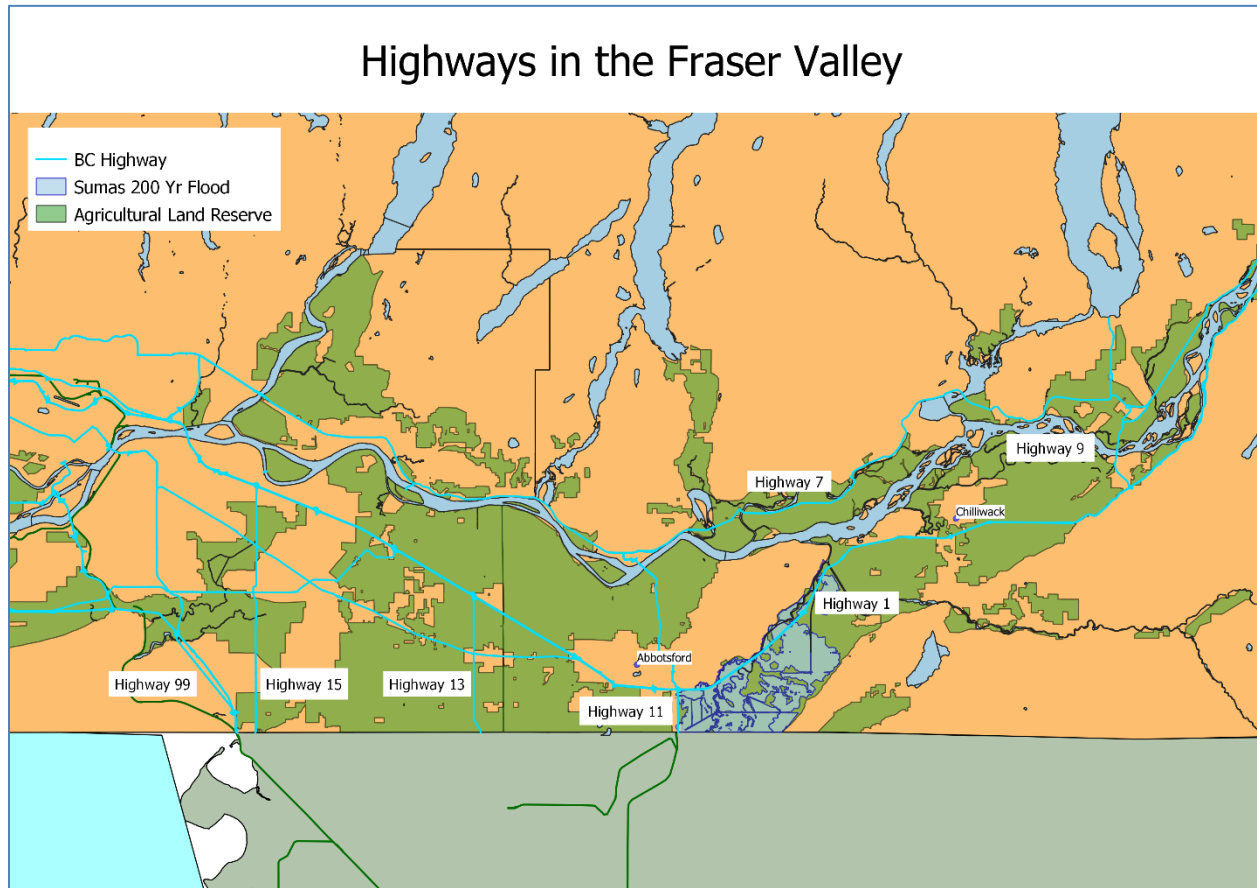 Highways in the Fraser Valley
BC Highway
Sumas 200 Yr Flood
Agricultural Land Reserve
Highway 9
Highway 7
Chilliwack
Highway 1
Abbotsford
Highway 99
Highway 15
Highway 13
Highway 11